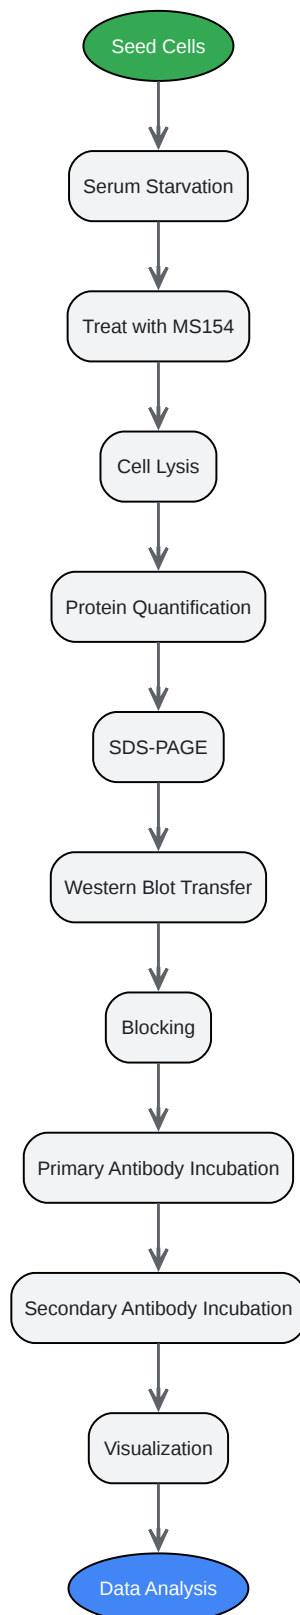 Seed Cells
Serum Starvation
Treat with MS154
Cell Lysis
Protein Quantification
SDS-PAGE
Western Blot Transfer
Blocking
Primary Antibody Incubation
Secondary Antibody Incubation
Visualization
Data Analysis